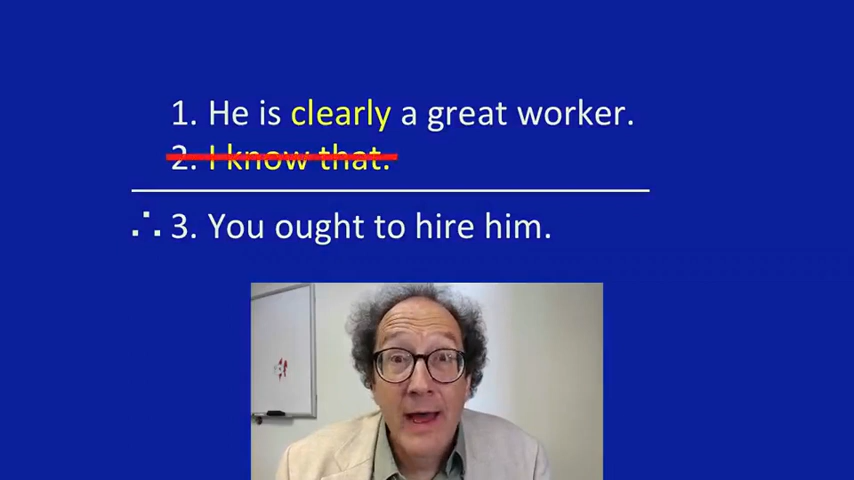 1. He is clearly a great worker.
2. I know that.
∴ 3. You ought to hire him.